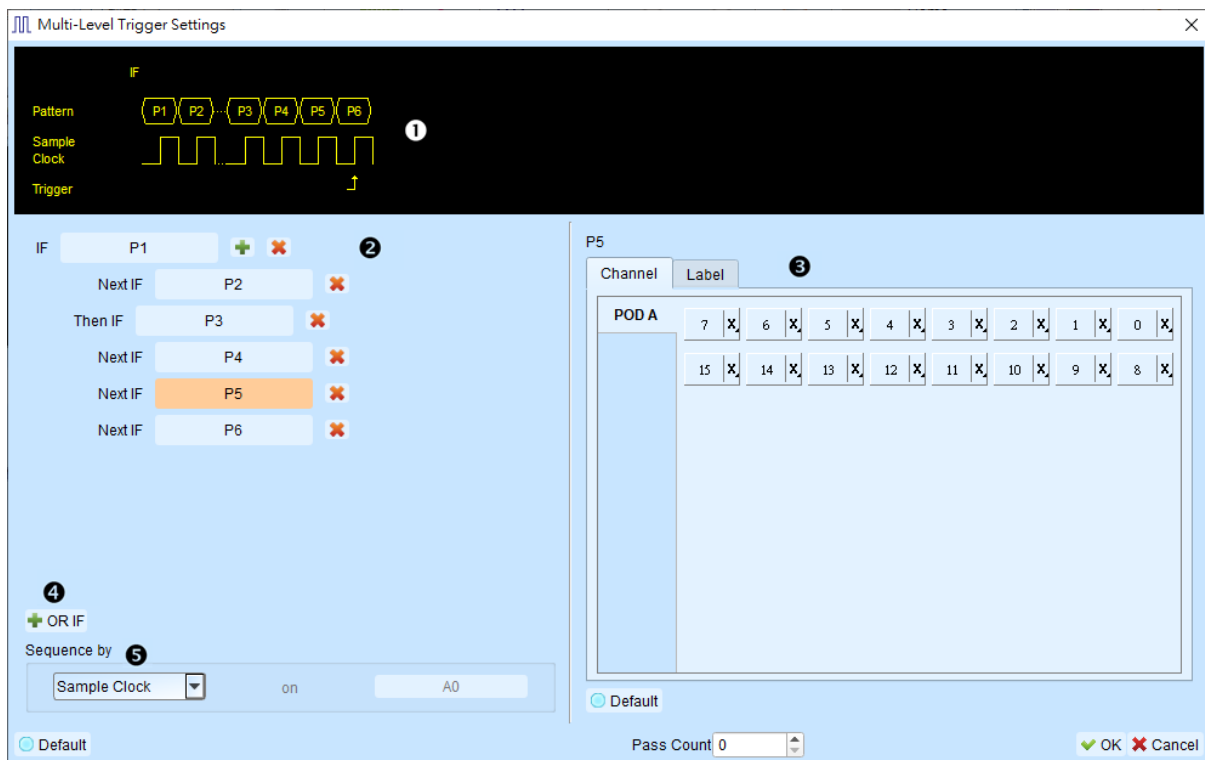 Multi-Level Trigger Settings
IF
Pattern P1 P2 ... P3 P4 P5 P6
❶
Sample
Clock
Trigger
IF P1 ❷
Next IF P2
Then IF P3
Next IF P4
Next IF P5
Next IF P6
❹
OR IF
Sequence by ❺
Sample Clock on A0
Default
P5
Channel Label ❸
POD A 7 X 6 X 5 X 4 X 3 X 2 X 1 X 0 X
15 X 14 X 13 X 12 X 11 X 10 X 9 X 8 X
Default
Pass Count 0
OK Cancel